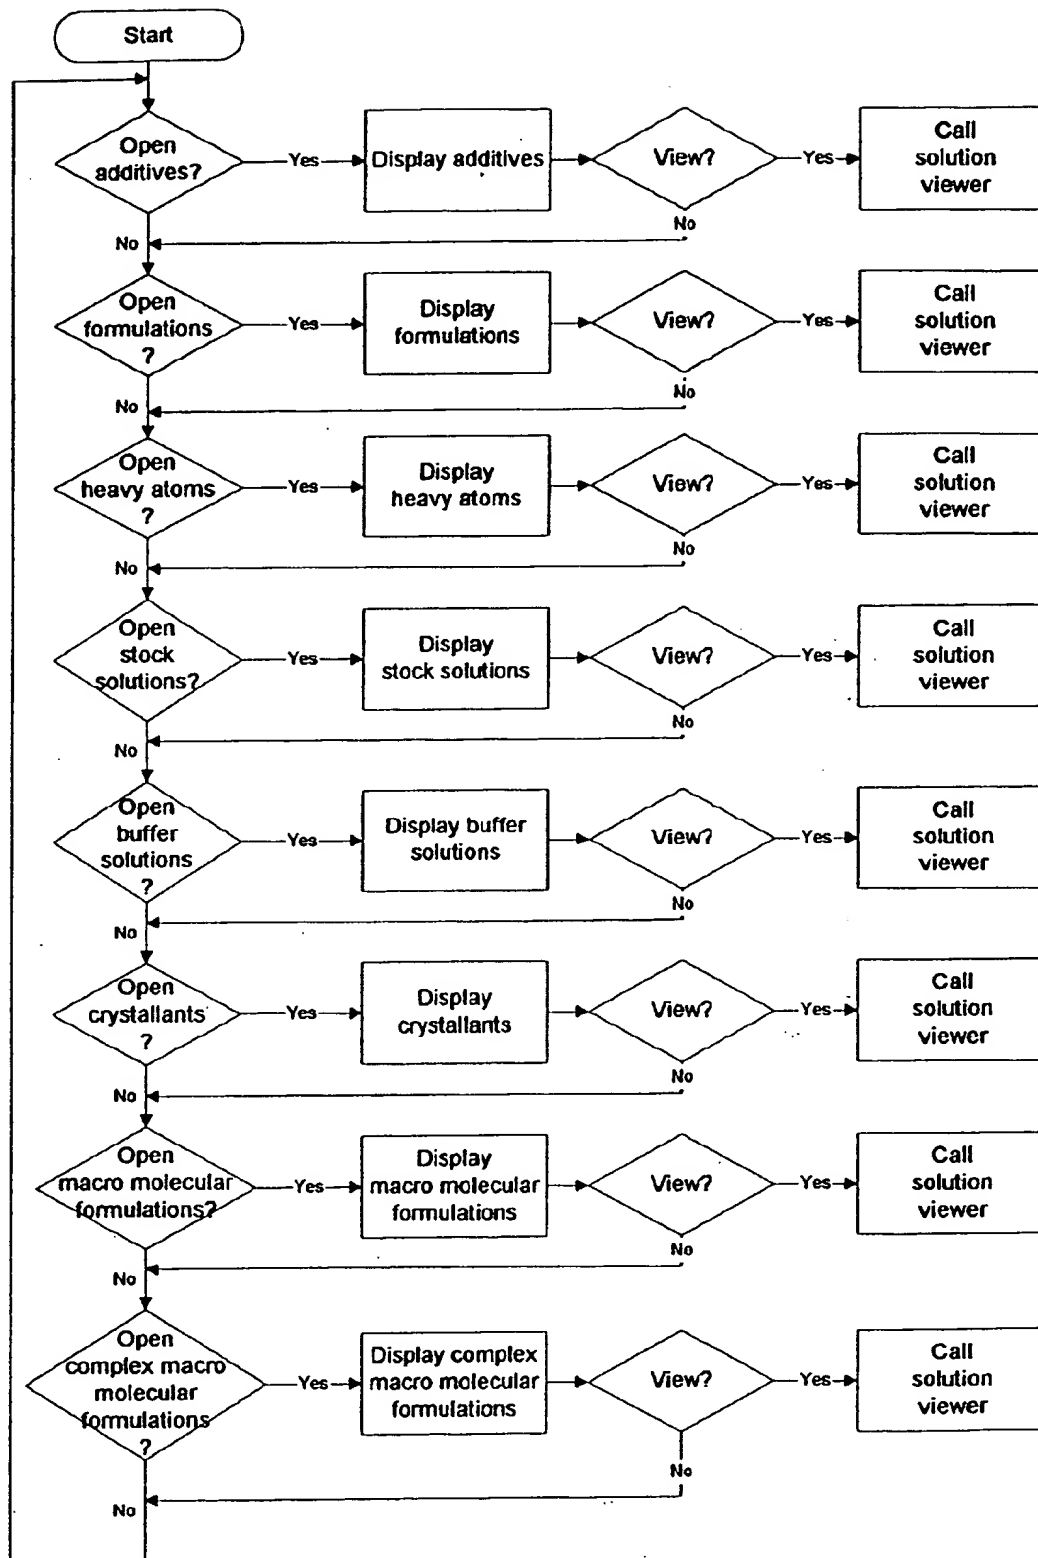 Start
Open
additives?
Yes
Display additives
View?
Yes
Call
solution
viewer
No
No
Open
formulations
?
Yes
Display
formulations
View?
Yes
Call
solution
viewer
No
No
Open
heavy atoms
?
Yes
Display
heavy atoms
View?
Yes
Call
solution
viewer
No
No
Open
stock
solutions?
Yes
Display
stock solutions
View?
Yes
Call
solution
viewer
No
No
Open
buffer
solutions
?
Yes
Display buffer
solutions
View?
Yes
Call
solution
viewer
No
No
Open
crystallants
?
Yes
Display
crystallants
View?
Yes
Call
solution
viewer
No
No
Open
macro molecular
formulations?
Yes
Display
macro molecular
formulations
View?
Yes
Call
solution
viewer
No
No
Open
complex macro
molecular
formulations
?
Yes
Display complex
macro molecular
formulations
View?
Yes
Call
solution
viewer
No
No